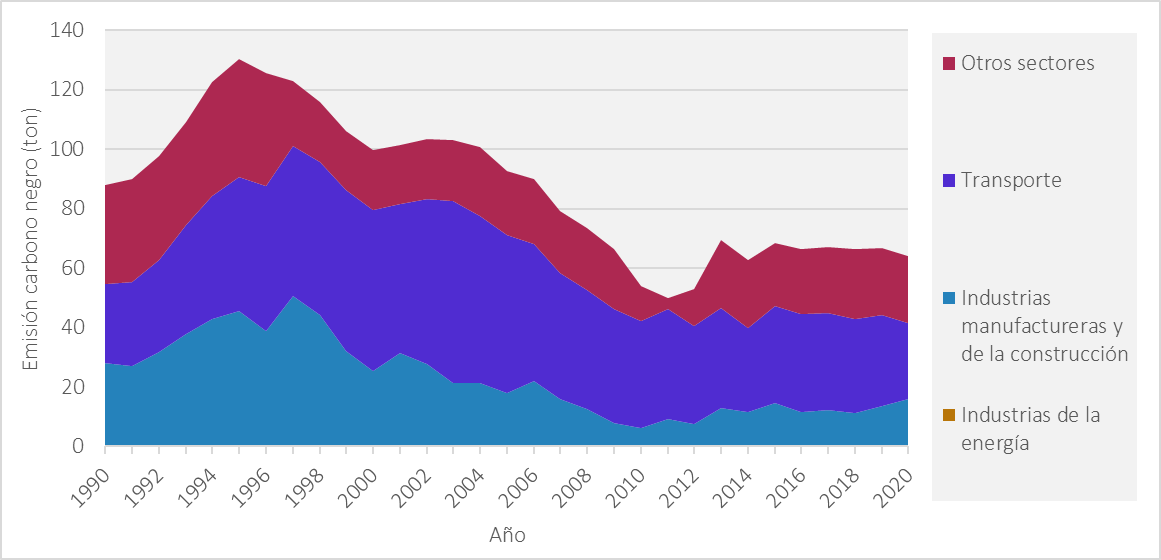 Emisión carbono negro (ton)
140
120
100
80
60
40
20
0
1990
1992
1994
1996
1998
2000
2002
2004
2006
2008
2010
2012
2014
2016
2018
2020
Año
Otros sectores
Transporte
Industrias
manufactureras y
de la construcción
Industrias de la
energía